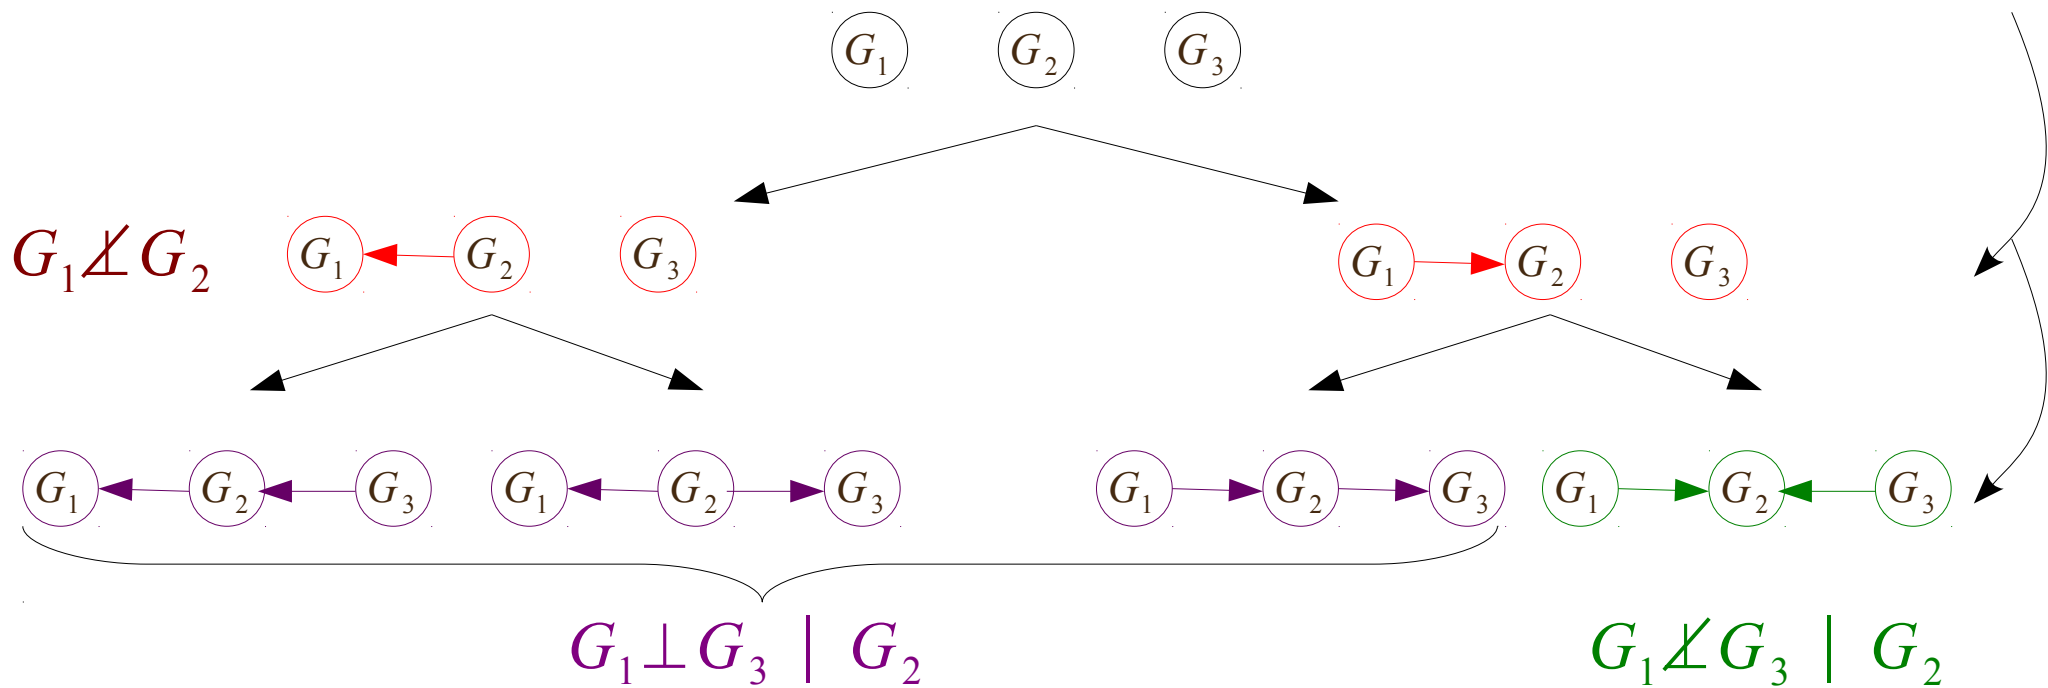 G₁ G₂ G₃
G₁⊥̸G₂ G₁ G₂ G₃ G₁ G₂ G₃
G₁ G₂ G₃ G₁ G₂ G₃ G₁ G₂ G₃ G₁ G₂ G₃
G₁⊥G₃ | G₂ G₁⊥̸G₃ | G₂